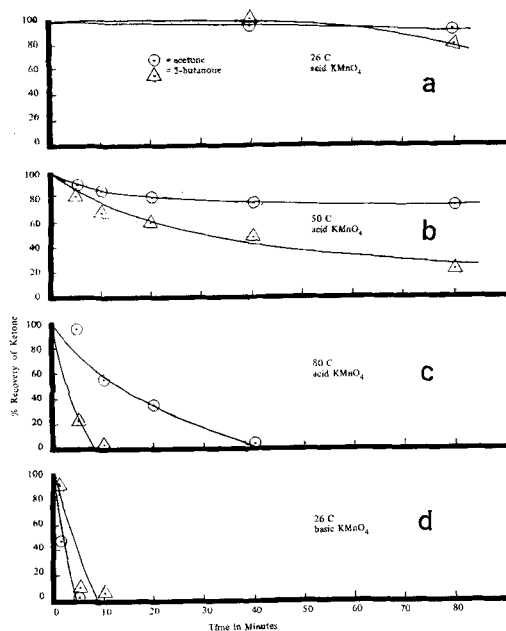 100
80
60
40
20
0
= acetone
= 2-butanone
26 C
acid KMnO4
a
100
80
60
40
20
0
50 C
acid KMnO4
b
% Recovery of Ketone
100
80
60
40
20
0
80 C
acid KMnO4
c
100
80
60
40
20
0
26 C
basic KMnO4
d
0 10 20 30 40 50 60 70 80
Time in Minutes